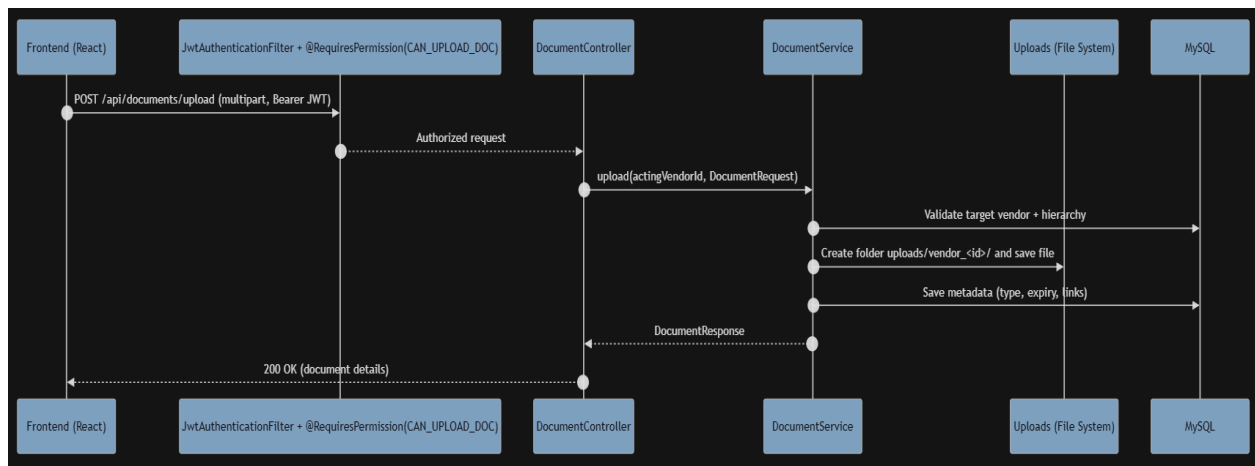 Frontend (React)
JwtAuthenticationFilter + @RequiresPermission(CAN_UPLOAD_DOC)
DocumentController
DocumentService
Uploads (File System)
MySQL
POST /api/documents/upload (multipart, Bearer JWT)
Authorized request
upload(actingVendorId, DocumentRequest)
Validate target vendor + hierarchy
Create folder uploads/vendor_<id>/ and save file
Save metadata (type, expiry, links)
DocumentResponse
200 OK (document details)
Frontend (React)
JwtAuthenticationFilter + @RequiresPermission(CAN_UPLOAD_DOC)
DocumentController
DocumentService
Uploads (File System)
MySQL